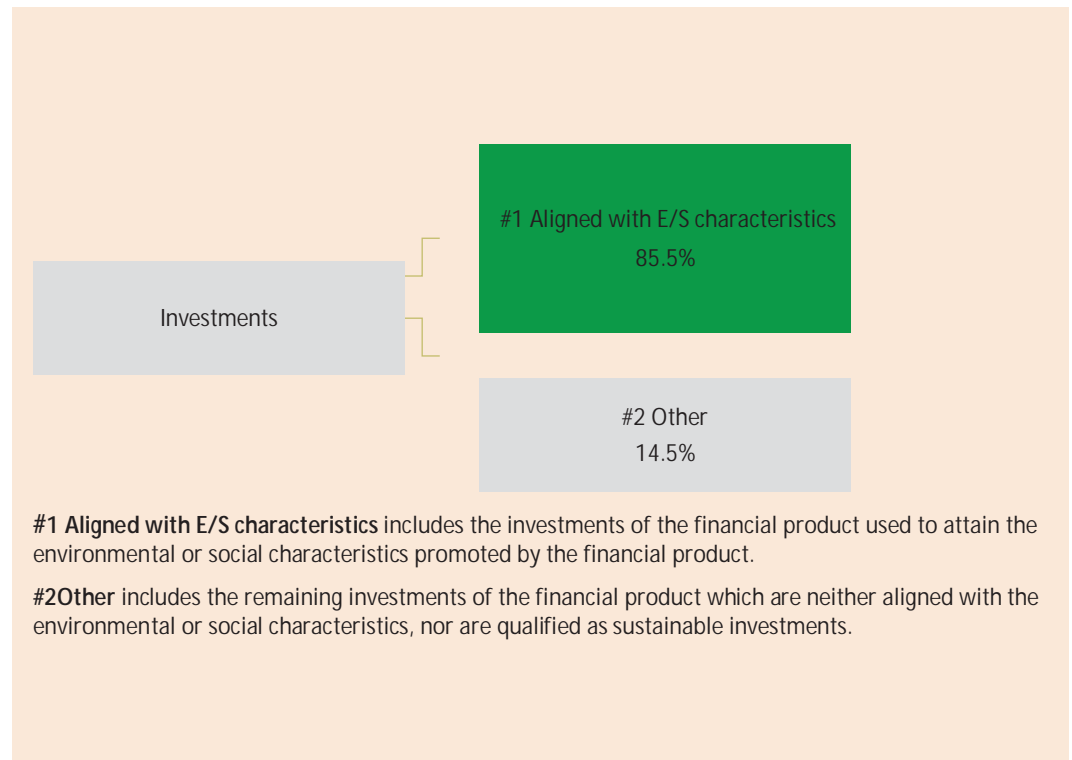 #1 Aligned with E/S characteristics
85.5%
Investments
#2 Other
14.5%
#1 Aligned with E/S characteristics includes the investments of the financial product used to attain the
environmental or social characteristics promoted by the financial product.
#2Other includes the remaining investments of the financial product which are neither aligned with the
environmental or social characteristics, nor are qualified as sustainable investments.